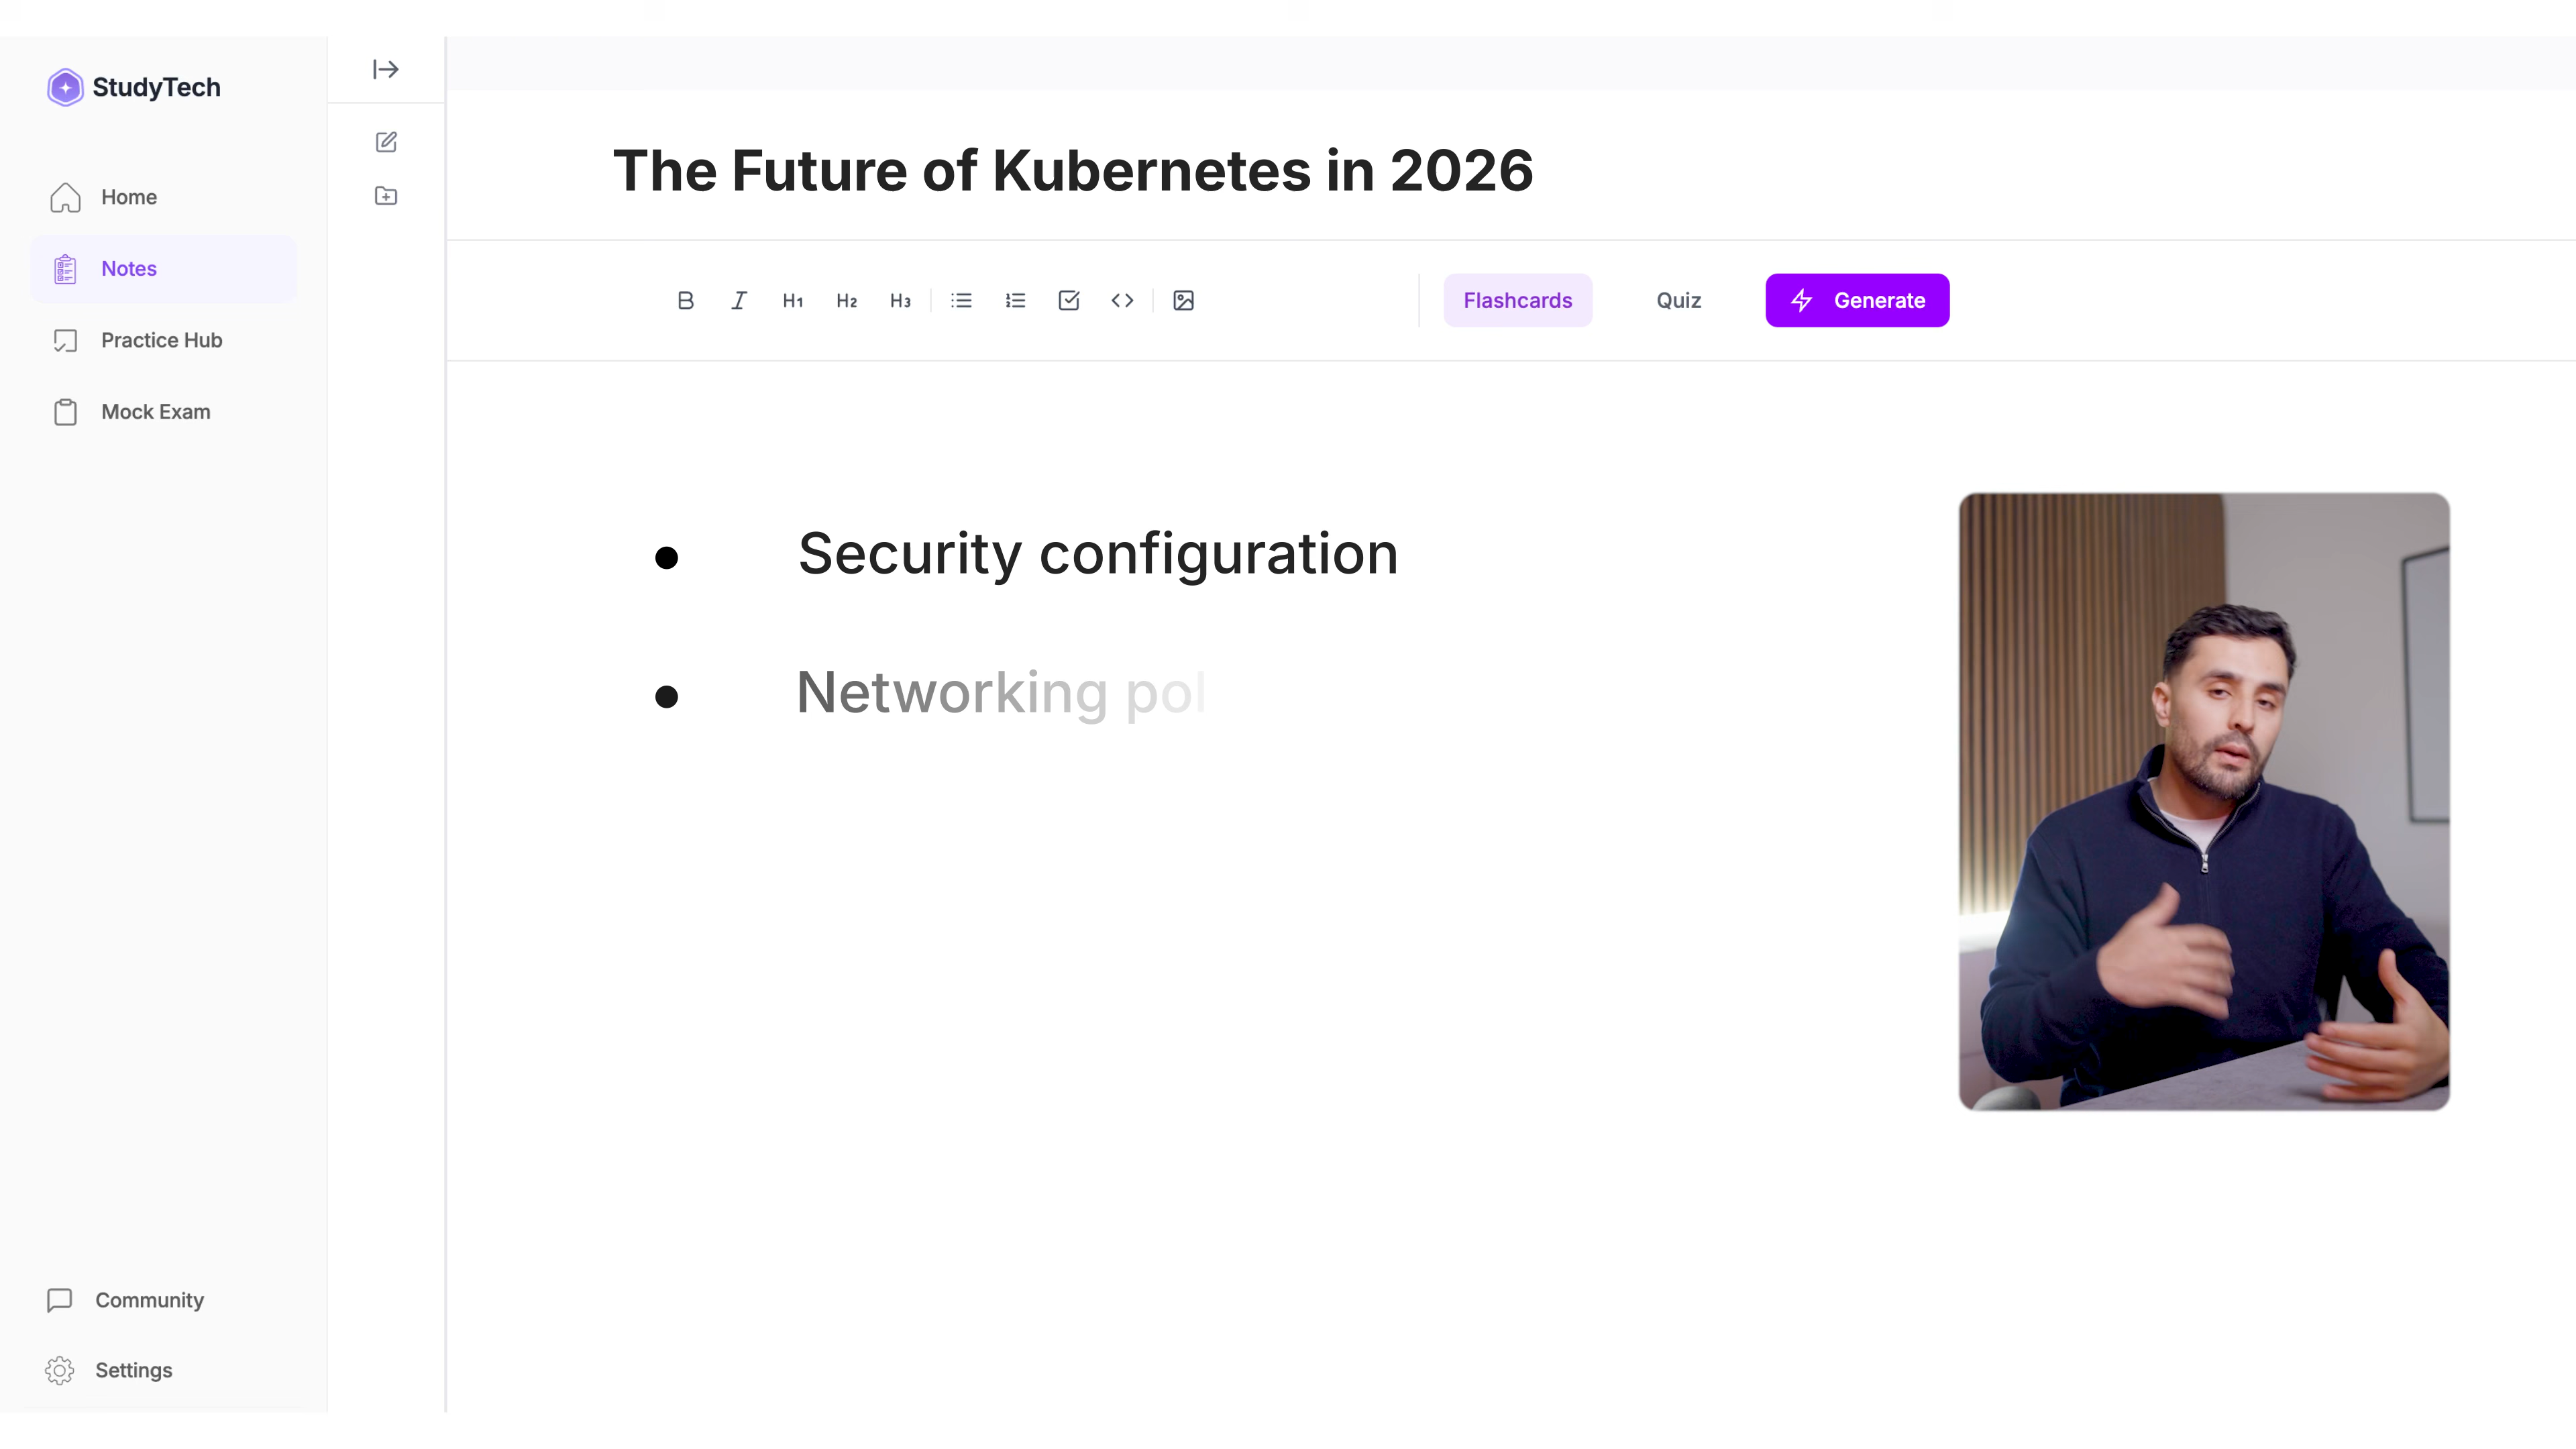 StudyTech
Home
Notes
Practice Hub
Mock Exam
Community
Settings
The Future of Kubernetes in 2026
B I H1 H2 H3
Flashcards Quiz Generate
Security configuration
Networking pol